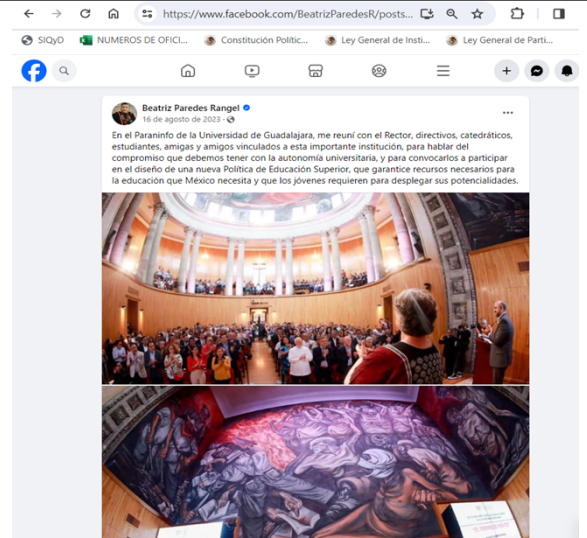 https://www.facebook.com/BeatrizParedesR/posts...
SIQyD
NUMEROS DE OFICI...
Constitución Polític...
Ley General de Insti...
Ley General de Parti...
Beatriz Paredes Rangel
16 de agosto de 2023 ·
En el Paraninfo de la Universidad de Guadalajara, me reuní con el Rector, directivos, catedráticos,
estudiantes, amigas y amigos vinculados a esta importante institución, para hablar del
compromiso que debemos tener con la autonomía universitaria, y para convocarlos a participar
en el diseño de una nueva Política de Educación Superior, que garantice recursos necesarios para
la educación que México necesita y que los jóvenes requieren para desplegar sus potencialidades.